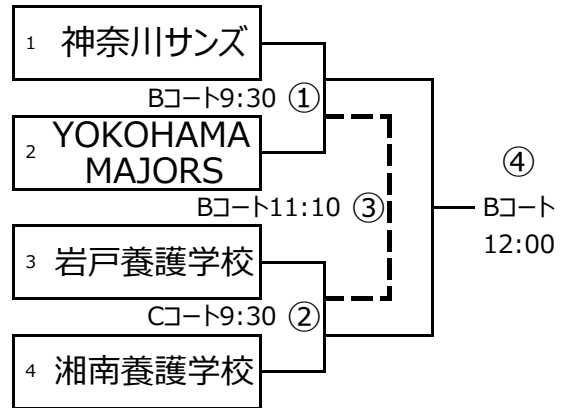 1 神奈川サンズ
Bコート9:30 ①
2 YOKOHAMA
MAJORS
④
Bコート11:10 ③
Bコート
12:00
3 岩戸養護学校
Cコート9:30 ②
4 湘南養護学校